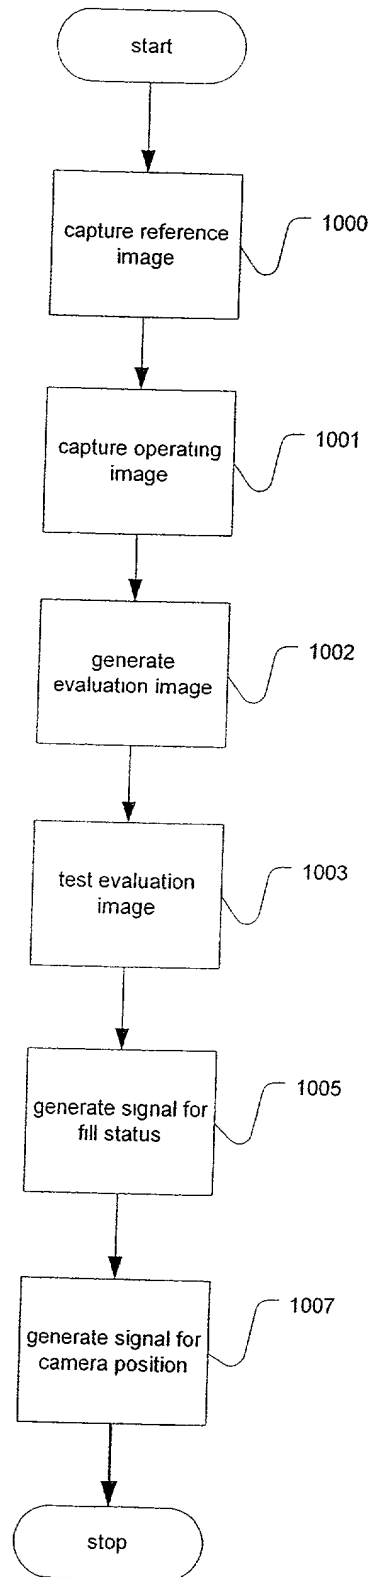 start
capture reference
image
1000
capture operating
image
1001
generate
evaluation image
1002
test evaluation
image
1003
generate signal for
fill status
1005
generate signal for
camera position
1007
stop